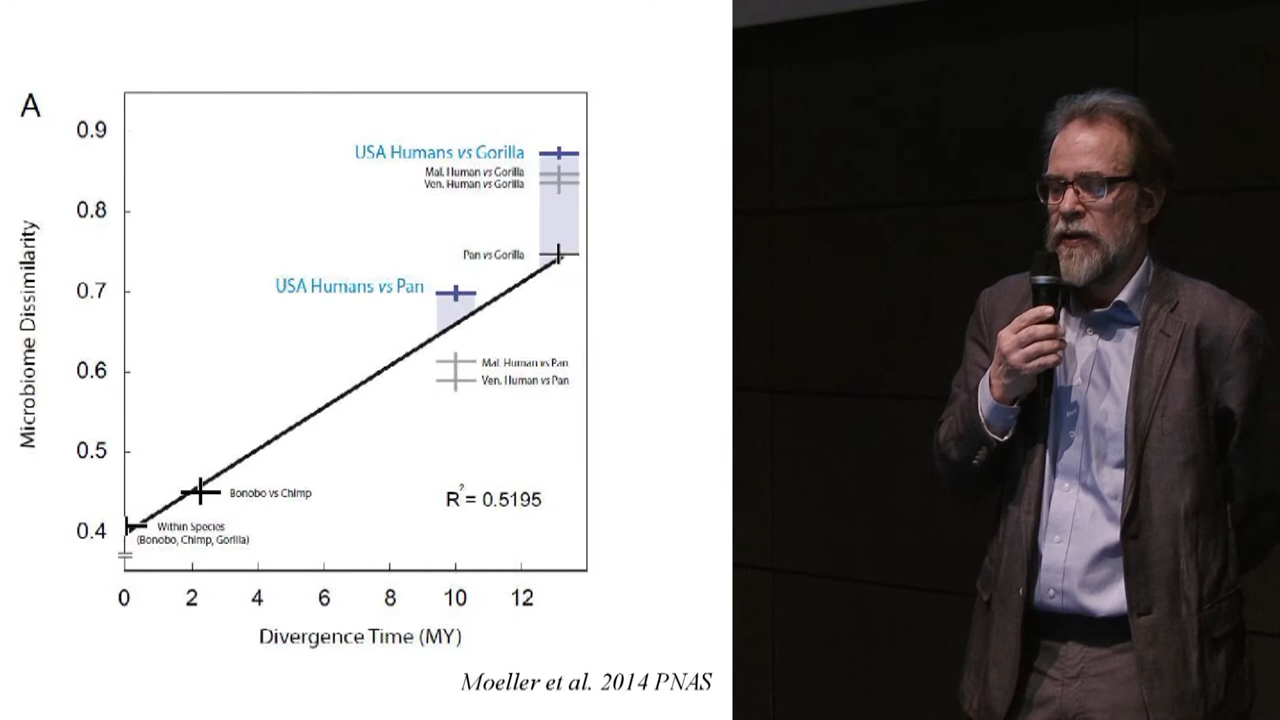 A
0.9
0.8
0.7
0.6
0.5
0.4
Microbiome Dissimilarity
USA Humans vs Gorilla
Mal. Human vs Gorilla
Ven. Human vs Gorilla
Pan vs Gorilla
USA Humans vs Pan
Mal. Human vs Pan
Ven. Human vs Pan
Bonobo vs Chimp
R²= 0.5195
Within Species
(Bonobo, Chimp, Gorilla)
0 2 4 6 8 10 12
Divergence Time (MY)
Moeller et al. 2014 PNAS